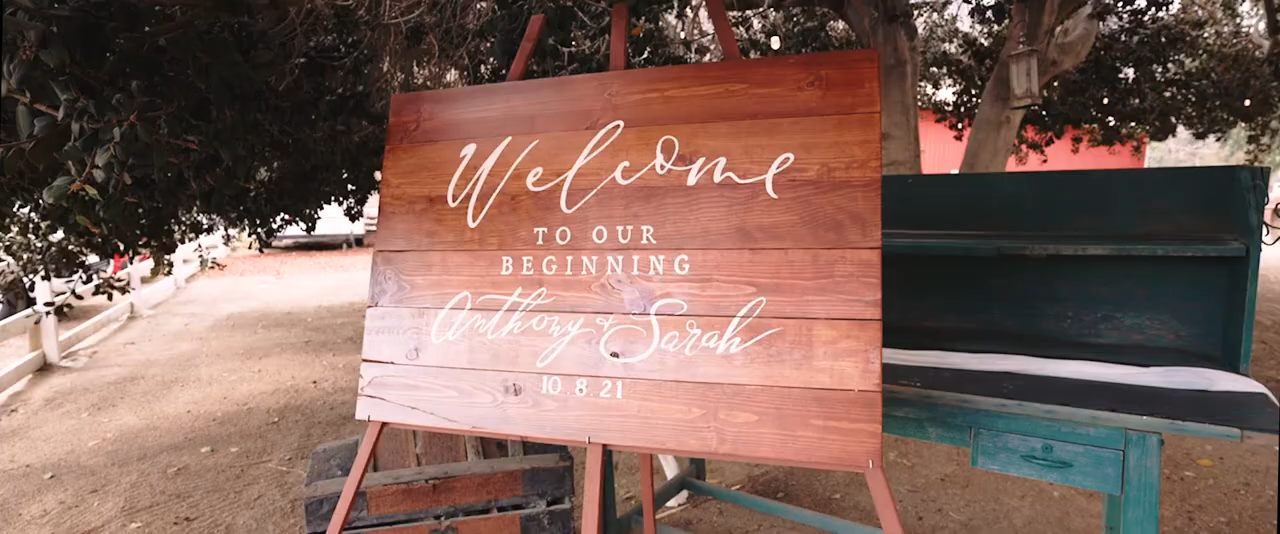 Welcome
TO OUR
BEGINNING
Anthony + Sarah
10.8.21